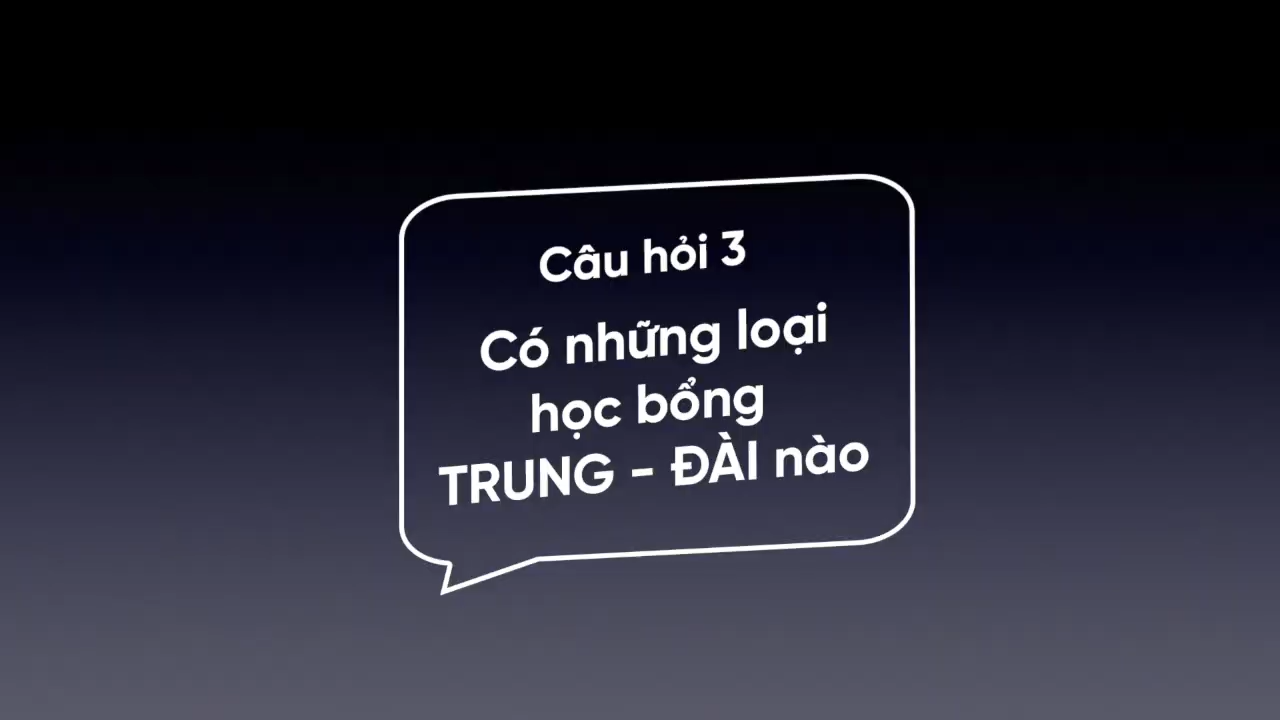 Câu hỏi 3
Có những loại
học bổng
TRUNG - ĐÀI nào